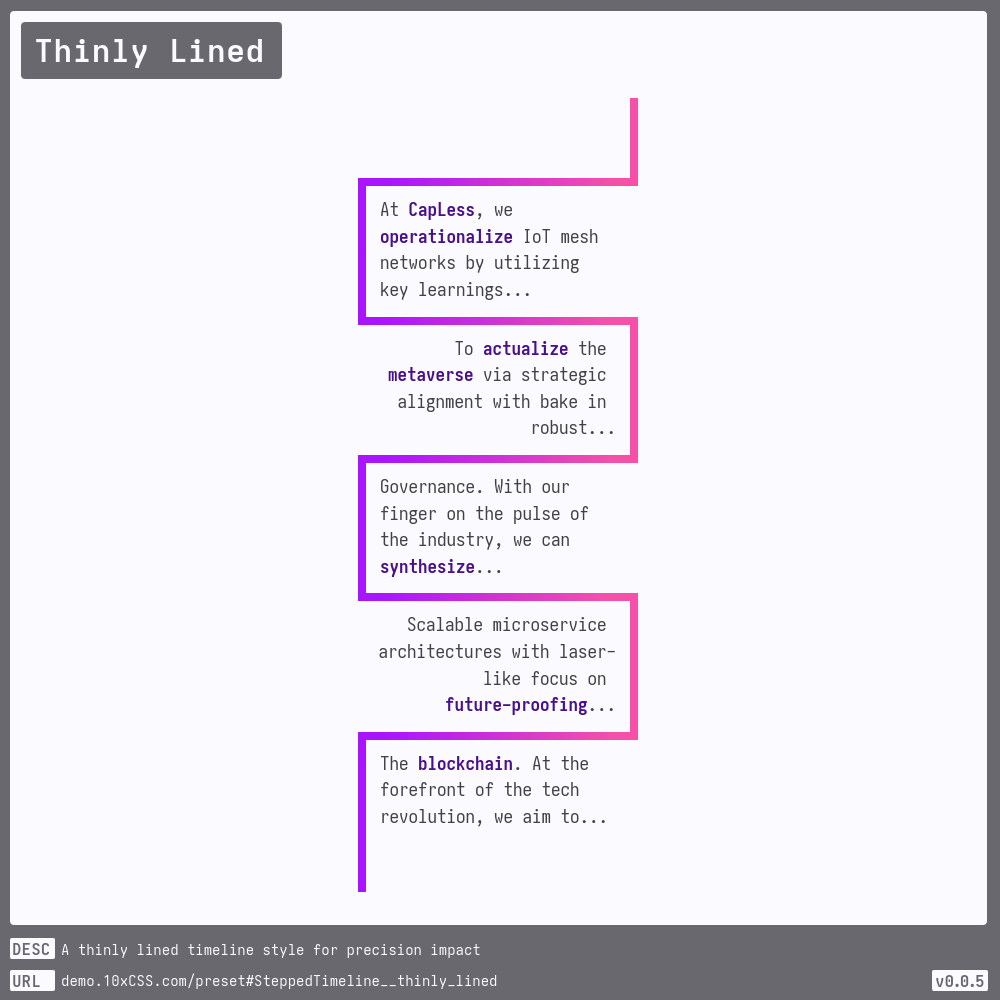 Thinly Lined
At CapLess, we
operationalize IoT mesh
networks by utilizing
key learnings...
To actualize the
metaverse via strategic
alignment with bake in
robust...
Governance. With our
finger on the pulse of
the industry, we can
synthesize...
Scalable microservice
architectures with laser-
like focus on
future-proofing...
The blockchain. At the
forefront of the tech
revolution, we aim to...
DESC A thinly lined timeline style for precision impact
URL demo.10xCSS.com/preset#SteppedTimeline__thinly_lined
v0.0.5